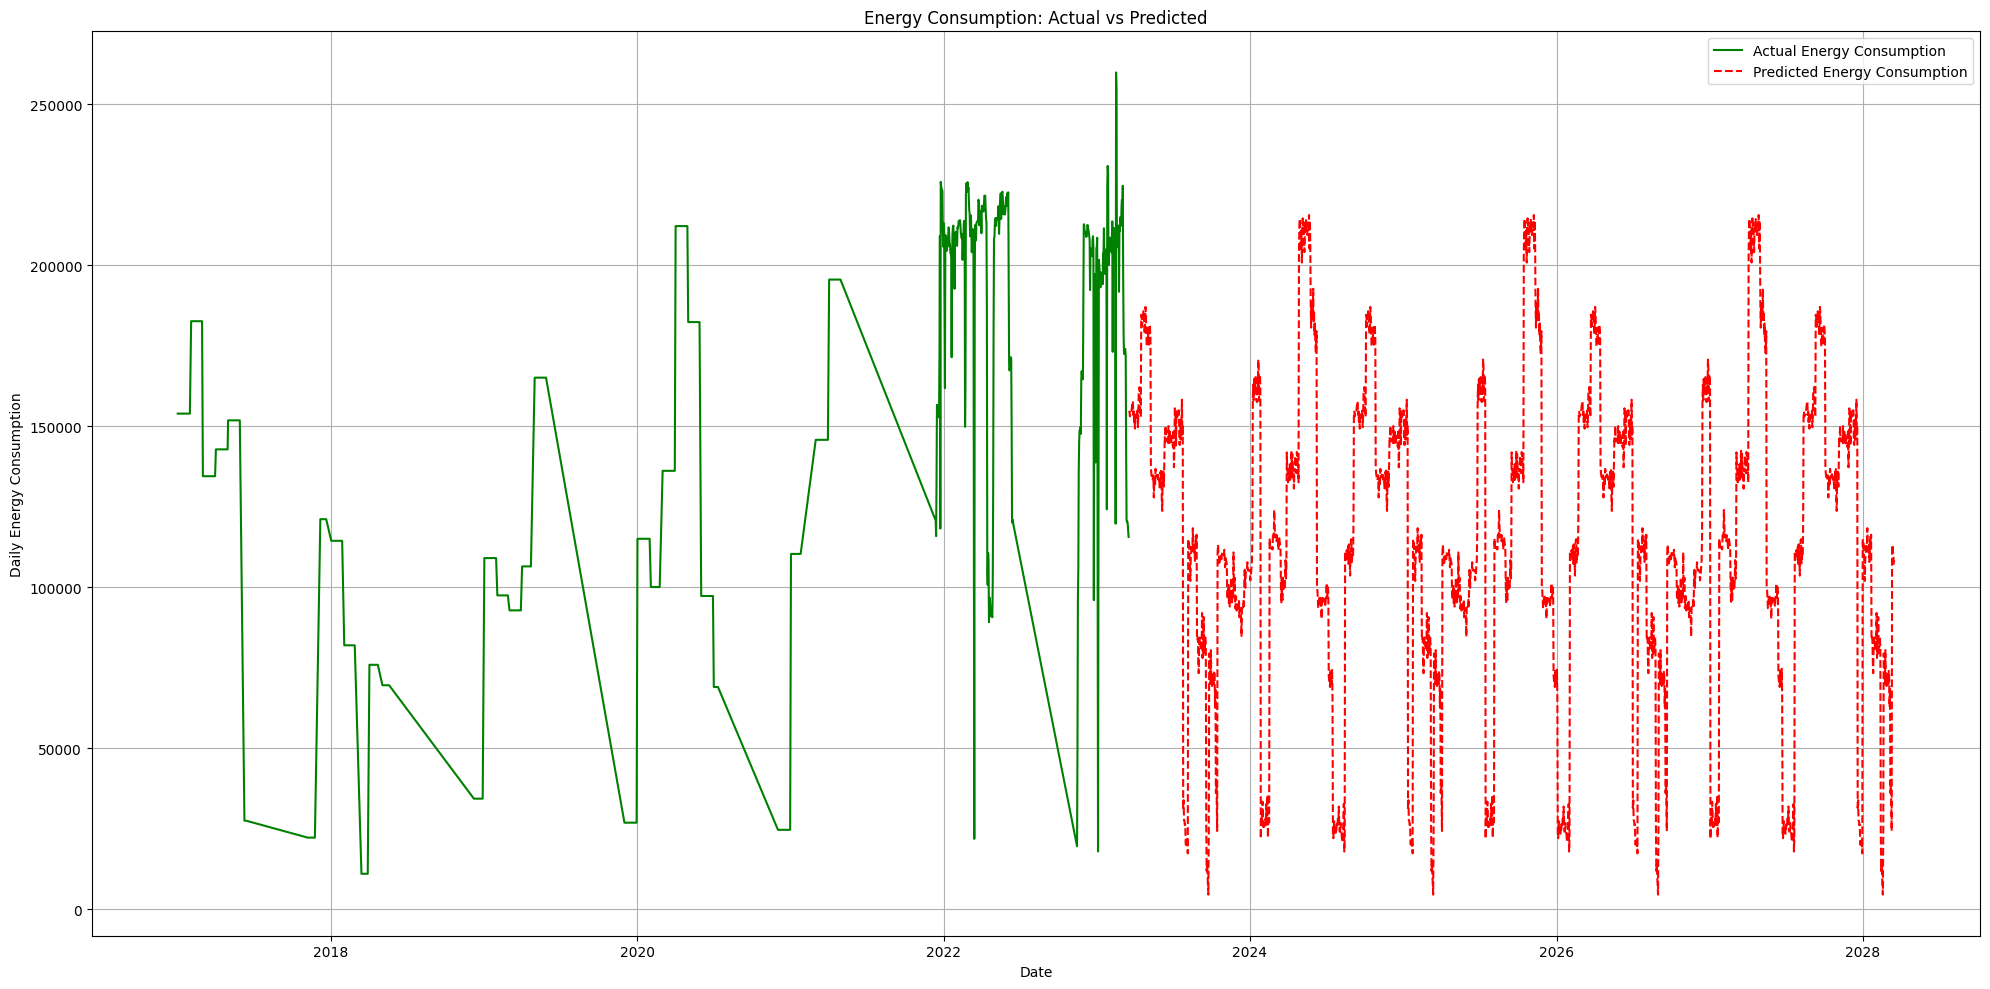 Energy Consumption: Actual vs Predicted
Actual Energy Consumption
Predicted Energy Consumption
Daily Energy Consumption
250000
200000
150000
100000
50000
0
2018
2020
2022
2024
2026
2028
Date